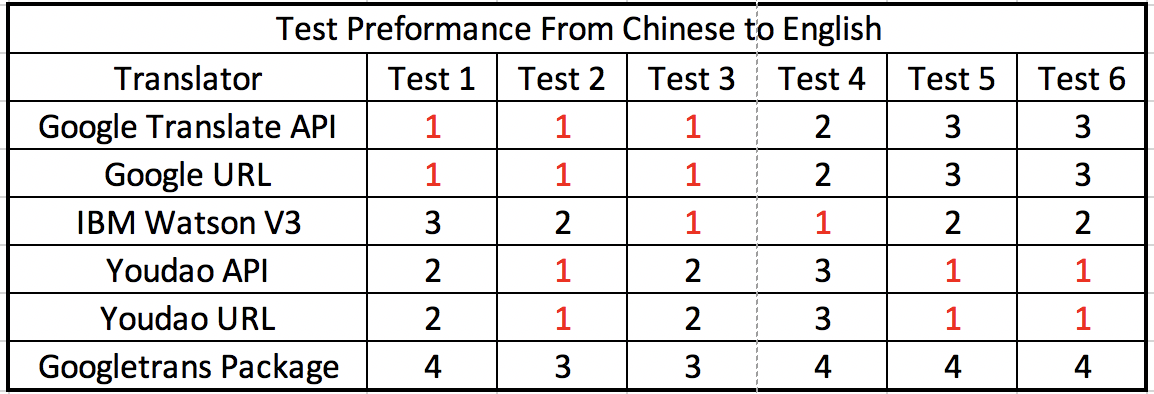 Test Preformance From Chinese to English
Translator Test 1 Test 2 Test 3 Test 4 Test 5 Test 6
Google Translate API 1 1 1 2 3 3
Google URL 1 1 1 2 3 3
IBM Watson V3 3 2 1 1 2 2
Youdao API 2 1 2 3 1 1
Youdao URL 2 1 2 3 1 1
Googletrans Package 4 3 3 4 4 4